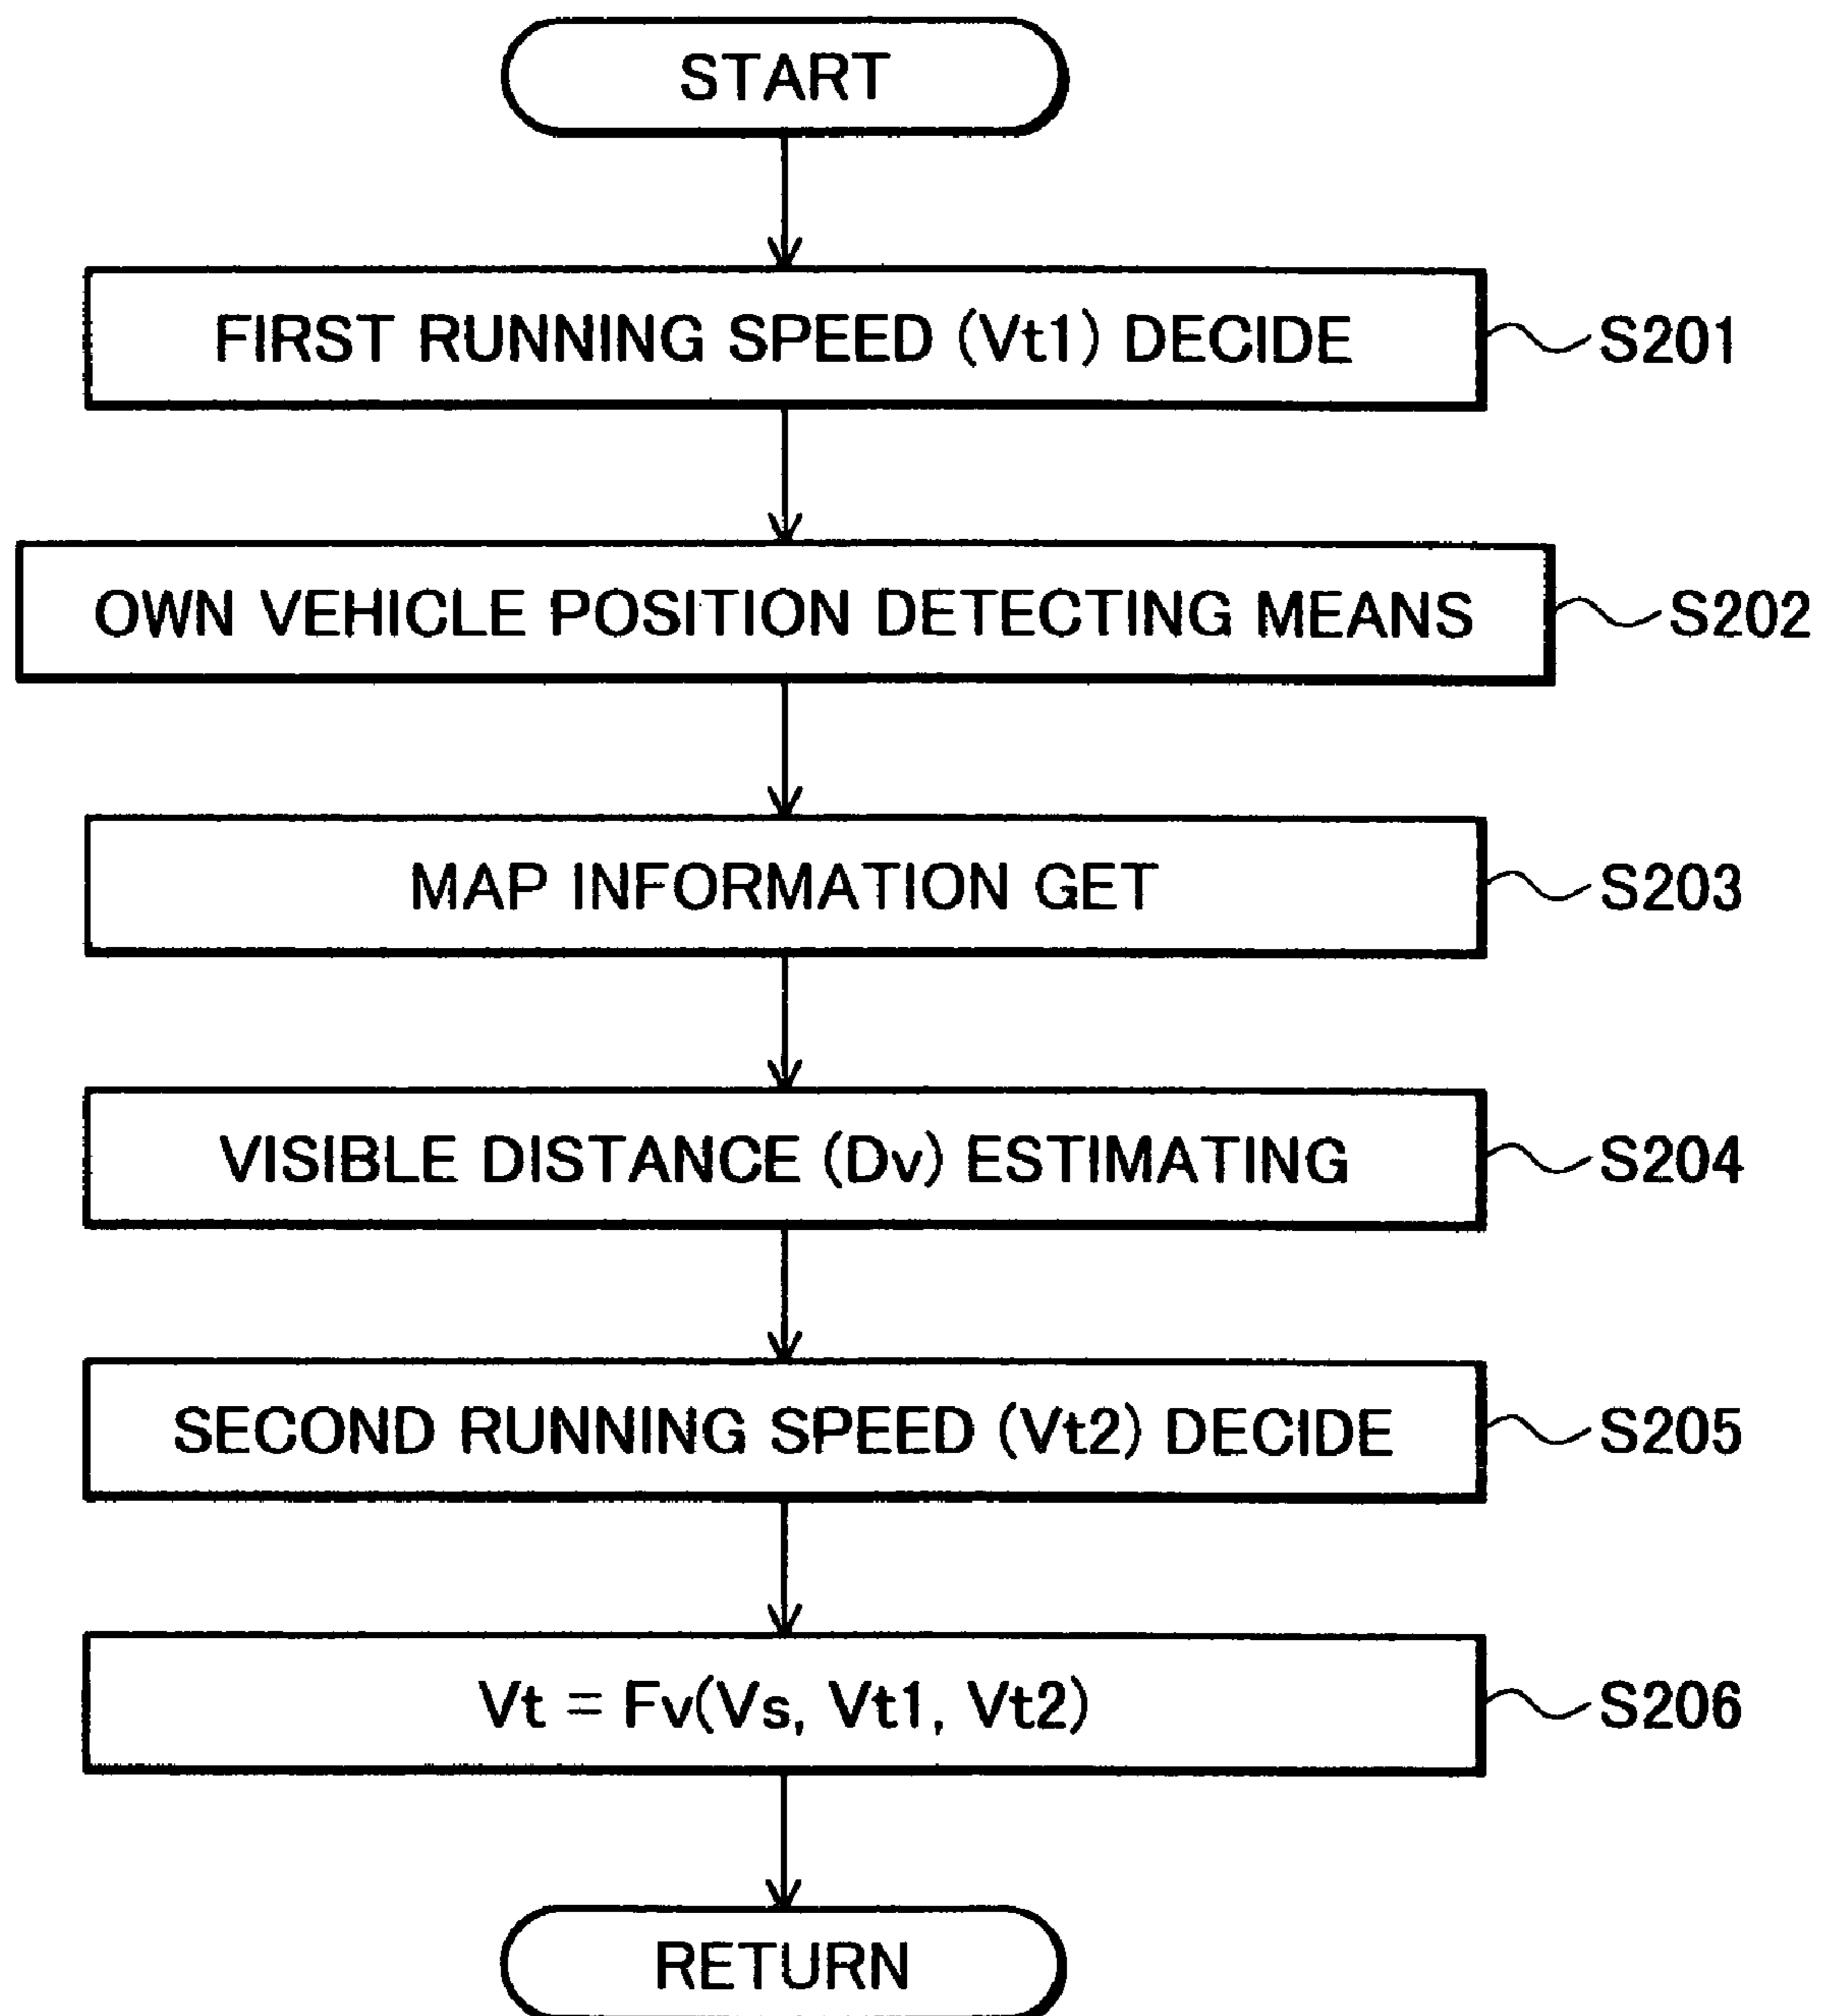 START
FIRST RUNNING SPEED (Vt1) DECIDE
S201
OWN VEHICLE POSITION DETECTING MEANS
S202
MAP INFORMATION GET
S203
VISIBLE DISTANCE (Dv) ESTIMATING
S204
SECOND RUNNING SPEED (Vt2) DECIDE
S205
Vt = Fv(Vs, Vt1, Vt2)
S206
RETURN